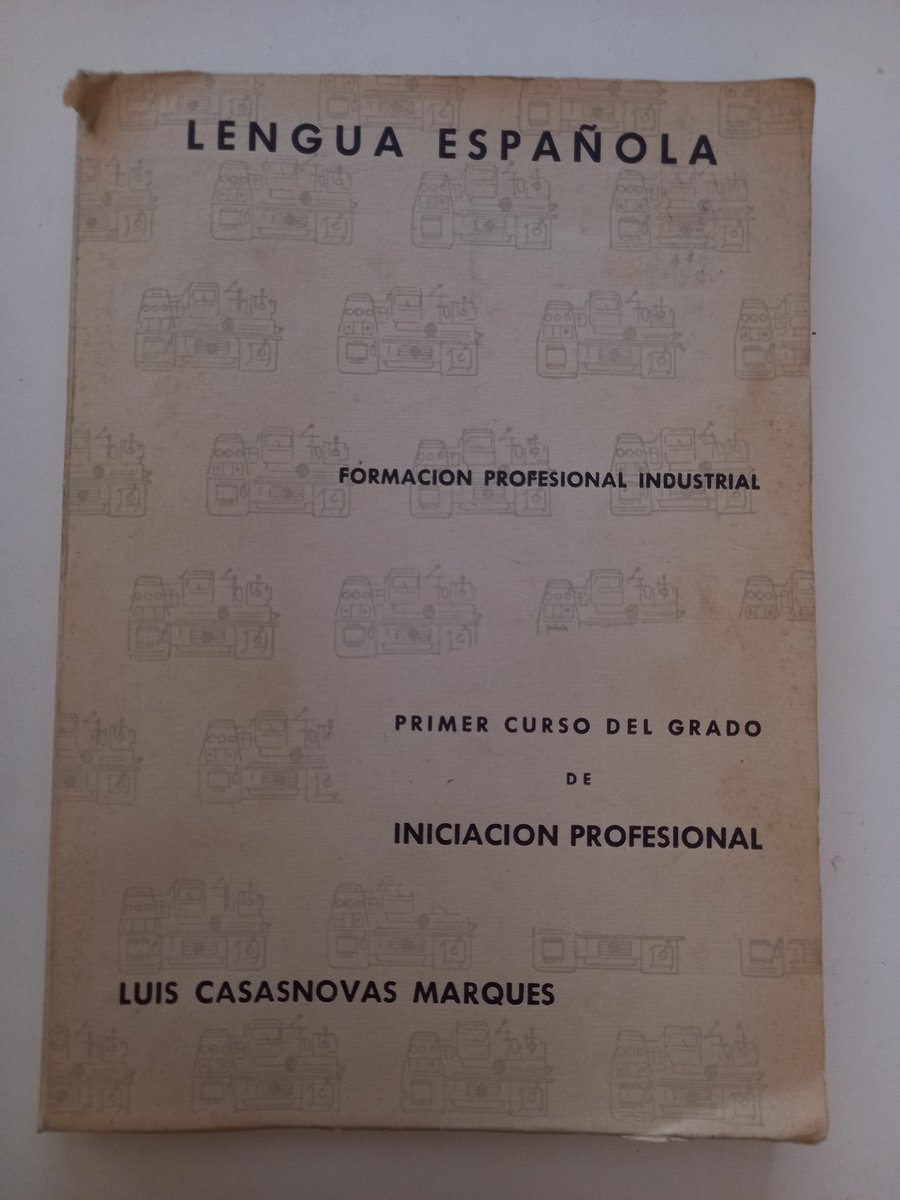 LENGUA ESPAÑOLA
FORMACION PROFESIONAL INDUSTRIAL
PRIMER CURSO DEL GRADO
DE
INICIACION PROFESIONAL
LUIS CASASNOVAS MARQUES